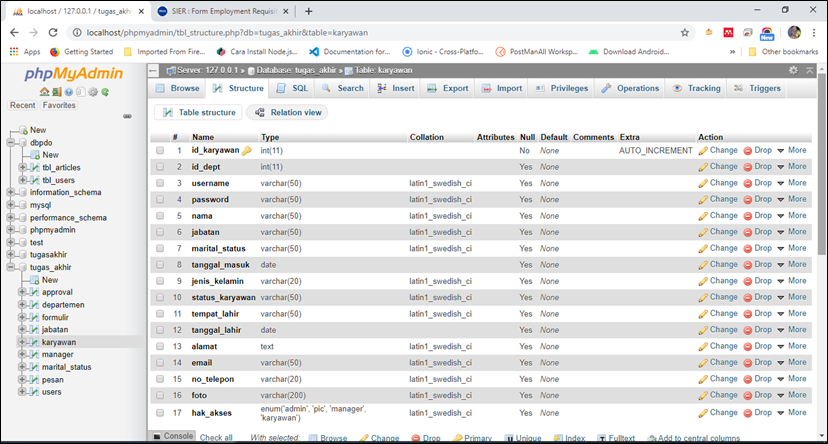 localhost / 127.0.0.1 / tugas_akhi
SIER : Form Employment Requisi
localhost/phpmyadmin/tbl_structure.php?db=tugas_akhir&table=karyawan
New
Apps
Getting Started
Imported From Firef...
Cara Install Node.js...
Documentation for...
Ionic - Cross-Platfo...
PostManAll Worksp...
Download Android...
»
Other bookmarks
phpMyAdmin
Recent
Favorites
New
dbpdo
New
tbl_articles
tbl_users
information_schema
mysql
performance_schema
phpmyadmin
test
tugasakhir
tugas_akhir
New
approval
departemen
formulir
jabatan
karyawan
manager
marital_status
pesan
users
Server: 127.0.0.1 » Database: tugas_akhir » Table: karyawan
Browse Structure SQL Search Insert Export Import Privileges Operations Tracking Triggers
Table structure Relation view
# Name Type Collation Attributes Null Default Comments Extra Action
1 id_karyawan int(11) No None AUTO_INCREMENT Change Drop More
2 id_dept int(11) Yes None Change Drop More
3 username varchar(50) latin1_swedish_ci Yes None Change Drop More
4 password varchar(50) latin1_swedish_ci Yes None Change Drop More
5 nama varchar(50) latin1_swedish_ci Yes None Change Drop More
6 jabatan varchar(50) latin1_swedish_ci Yes None Change Drop More
7 marital_status varchar(50) latin1_swedish_ci Yes None Change Drop More
8 tanggal_masuk date Yes None Change Drop More
9 jenis_kelamin varchar(20) latin1_swedish_ci Yes None Change Drop More
10 status_karyawan varchar(50) latin1_swedish_ci Yes None Change Drop More
11 tempat_lahir varchar(50) latin1_swedish_ci Yes None Change Drop More
12 tanggal_lahir date Yes None Change Drop More
13 alamat text latin1_swedish_ci Yes None Change Drop More
14 email varchar(50) latin1_swedish_ci Yes None Change Drop More
15 no_telepon varchar(20) latin1_swedish_ci Yes None Change Drop More
16 foto varchar(200) latin1_swedish_ci Yes None Change Drop More
17 hak_akses enum('admin', 'pic', 'manager', 'karyawan') latin1_swedish_ci Yes None Change Drop More
Console Check all With selected: Browse Change Drop Primary Unique Index Fulltext Add to central columns